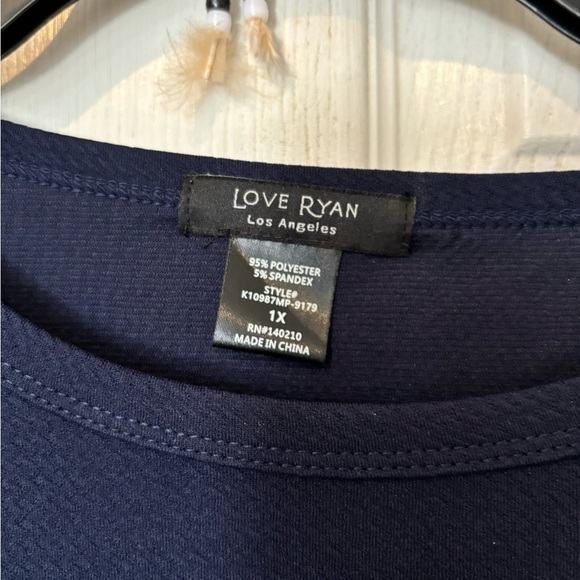 LOVE RYAN
Los Angeles
95% POLYESTER
5% SPANDEX
STYLE#
K10987MP-9179
1X
RN#140210
MADE IN CHINA